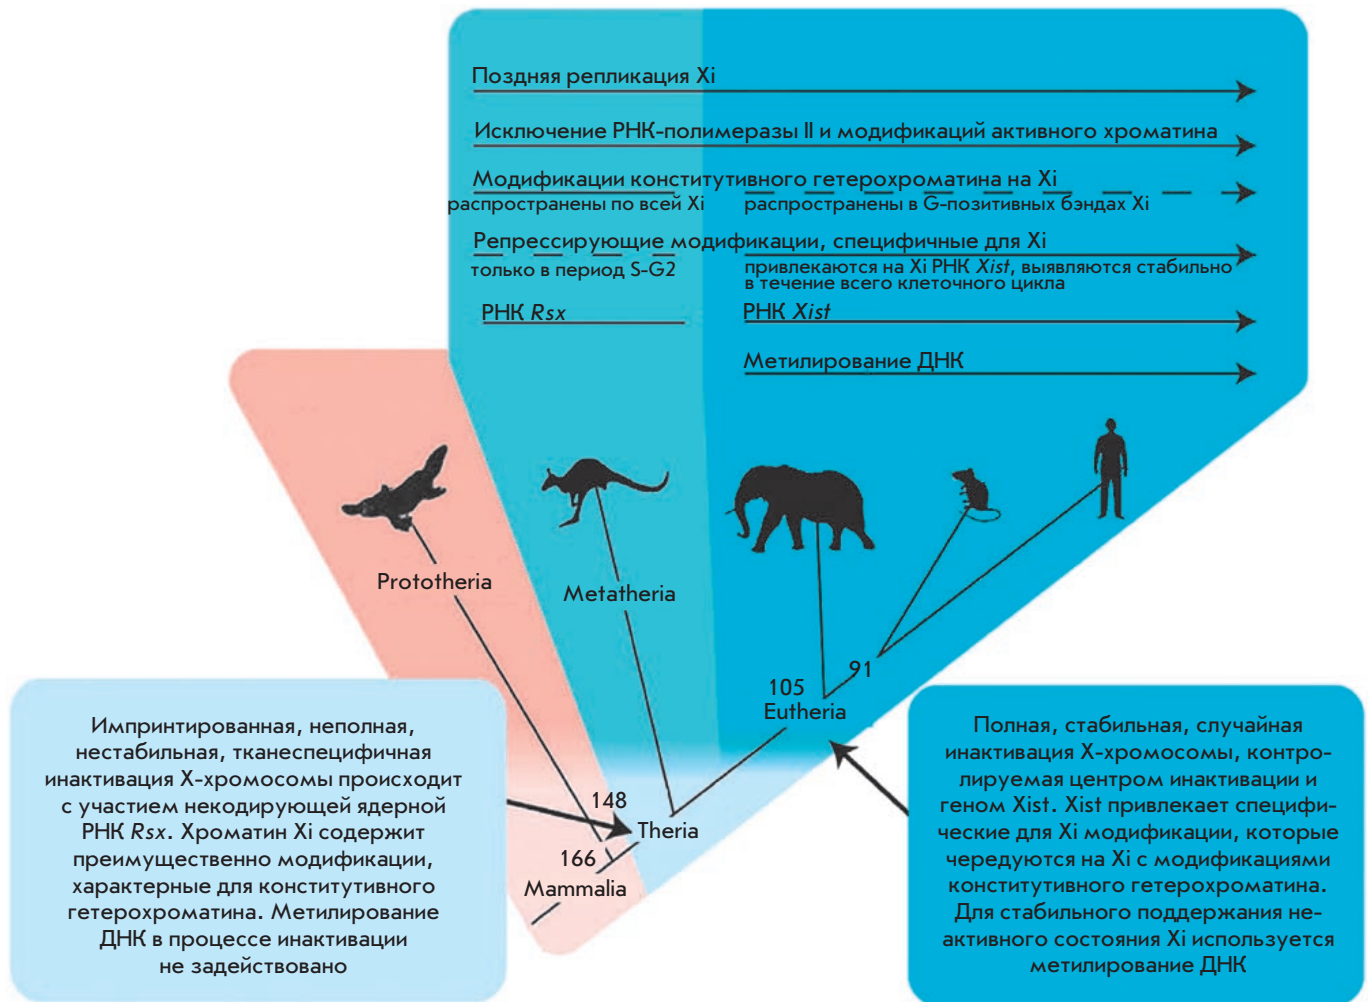 Поздняя репликация Xi
Исключение РНК-полимеразы II и модификаций активного хроматина
Модификации конститутивного гетерохроматина на Xi
распространены по всей Xi
распространены в G-позитивных бэндах Xi
Репрессирующие модификации, специфичные для Xi
только в период S-G2
привлекаются на Xi РНК Xist, выявляются стабильно
в течение всего клеточного цикла
РНК Rsx
РНК Xist
Метилирование ДНК
Prototheria
Metatheria
91
105
Eutheria
148
Theria
166
Mammalia
Импринтированная, неполная,
нестабильная, тканеспецифичная
инактивация X-хромосомы происходит
с участием некодирующей ядерной
РНК Rsx. Хроматин Xi содержит
преимущественно модификации,
характерные для конститутивного
гетерохроматина. Метилирование
ДНК в процессе инактивации
не задействовано
Полная, стабильная, случайная
инактивация X-хромосомы, контро-
лируемая центром инактивации и
геном Xist. Xist привлекает специфи-
ческие для Xi модификации, которые
чередуются на Xi с модификациями
конститутивного гетерохроматина.
Для стабильного поддержания не-
активного состояния Xi используется
метилирование ДНК